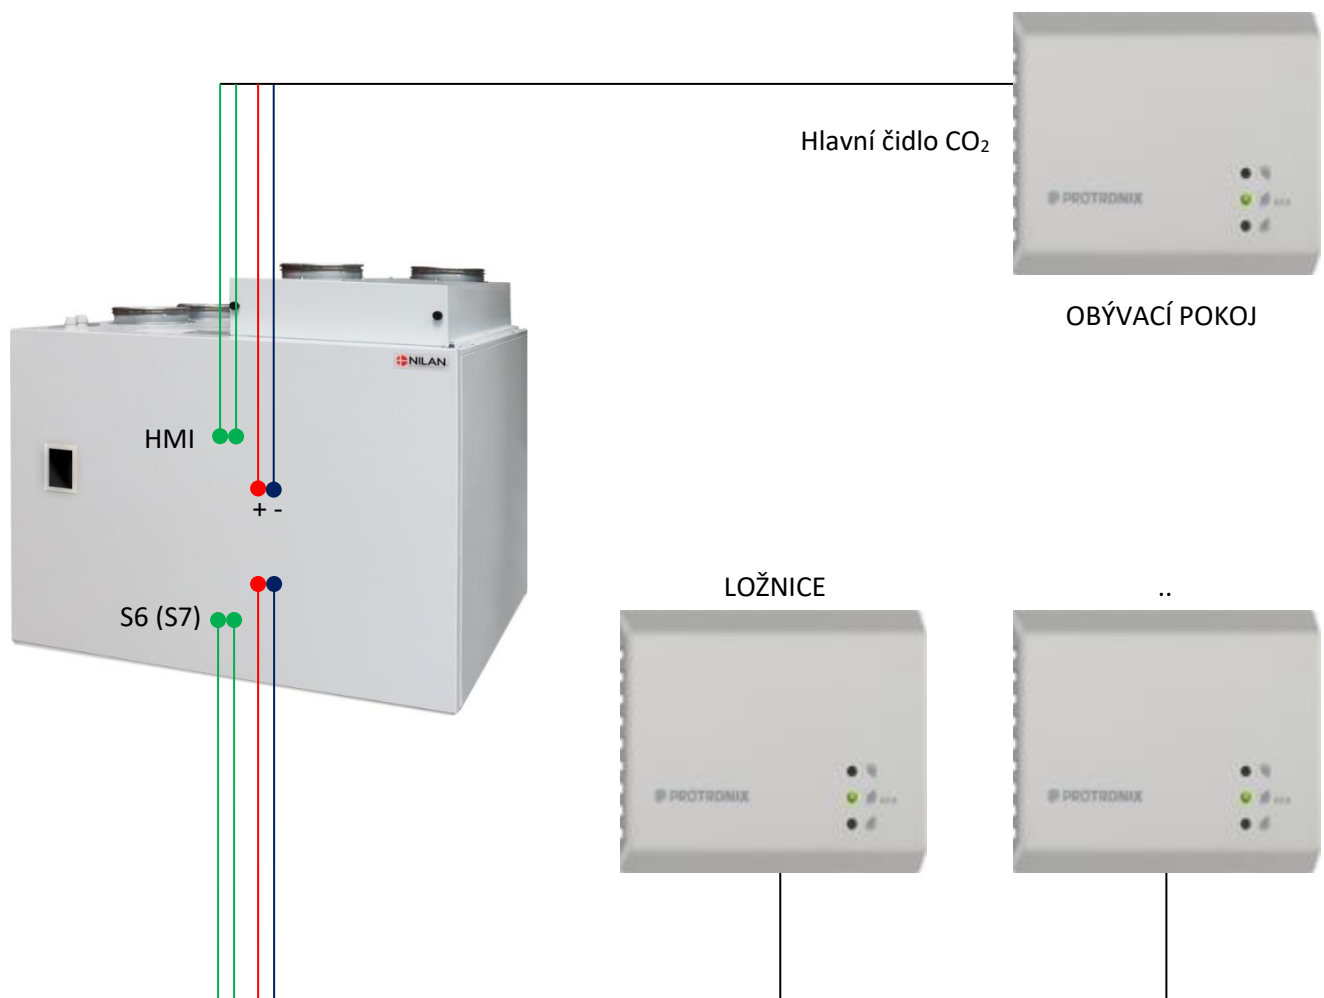 Hlavní čidlo CO₂
PROTRONIX
OBÝVACÍ POKOJ
NILAN
HMI
+ -
S6 (S7)
LOŽNICE
..
PROTRONIX
PROTRONIX